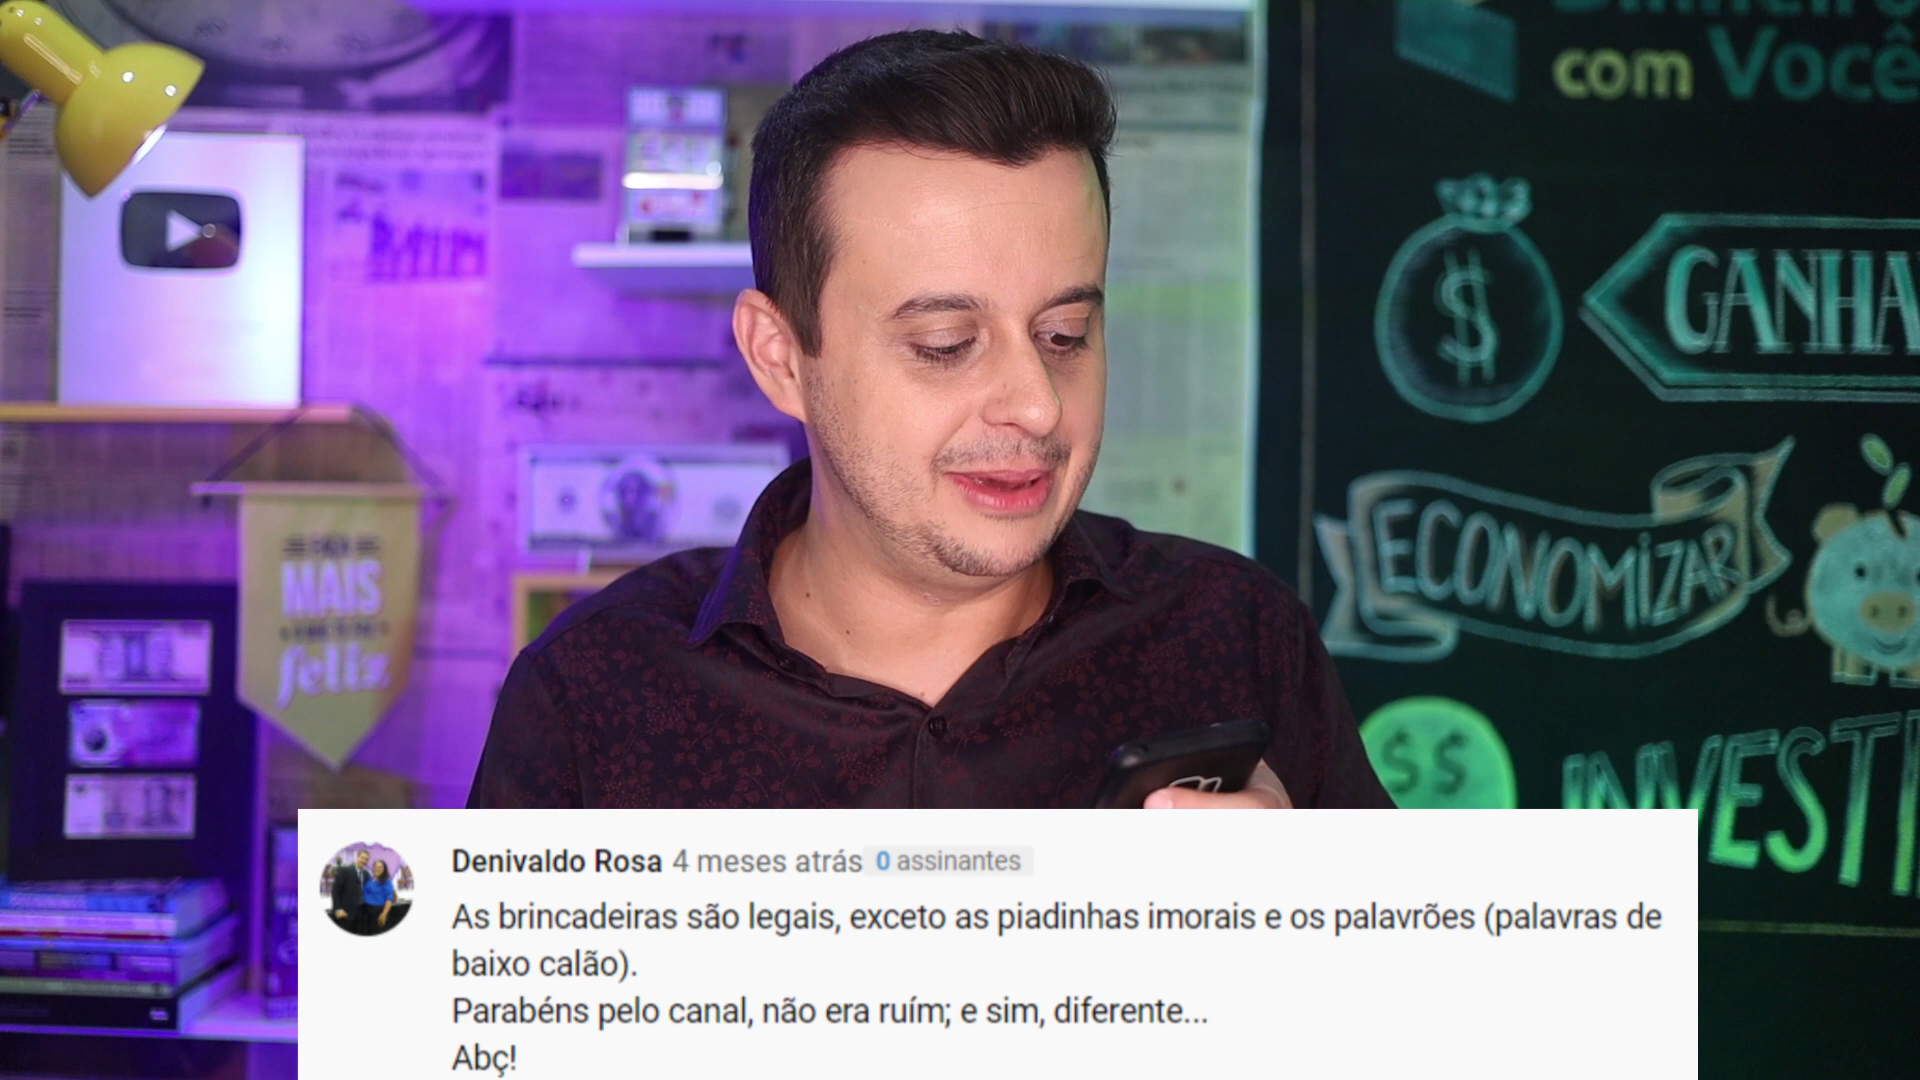 Dinheiro
com Você
GANHA
ECONOMIZAR
$$
INVESTI
MAIS
feliz
Denivaldo Rosa 4 meses atrás 0 assinantes
As brincadeiras são legais, exceto as piadinhas imorais e os palavrões (palavras de
baixo calão).
Parabéns pelo canal, não era ruím; e sim, diferente...
Abç!